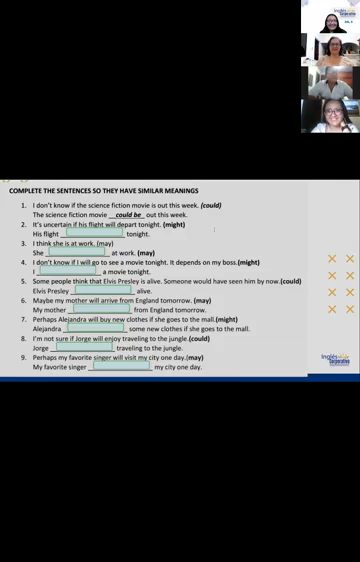 COMPLETE THE SENTENCES SO THEY HAVE SIMILAR MEANINGS
1. I don't know if the science fiction movie is out this week. (could)
The science fiction movie __could be__ out this week.
2. It's uncertain if his flight will depart tonight. (might)
His flight tonight.
3. I think she is at work. (may)
She at work. (may)
4. I don't know if I will go to see a movie tonight. It depends on my boss.(might)
I a movie tonight.
5. Some people think that Elvis Presley is alive. Someone would have seen him by now.(could)
Elvis Presley alive.
6. Maybe my mother will arrive from England tomorrow. (may)
My mother from England tomorrow.
7. Perhaps Alejandra will buy new clothes if she goes to the mall.(might)
Alejandra some new clothes if she goes to the mall.
8. I'm not sure if Jorge will enjoy traveling to the jungle.(could)
Jorge traveling to the jungle.
9. Perhaps my favorite singer will visit my city one day.(may)
My favorite singer my city one day.
Inglés
Corporativo